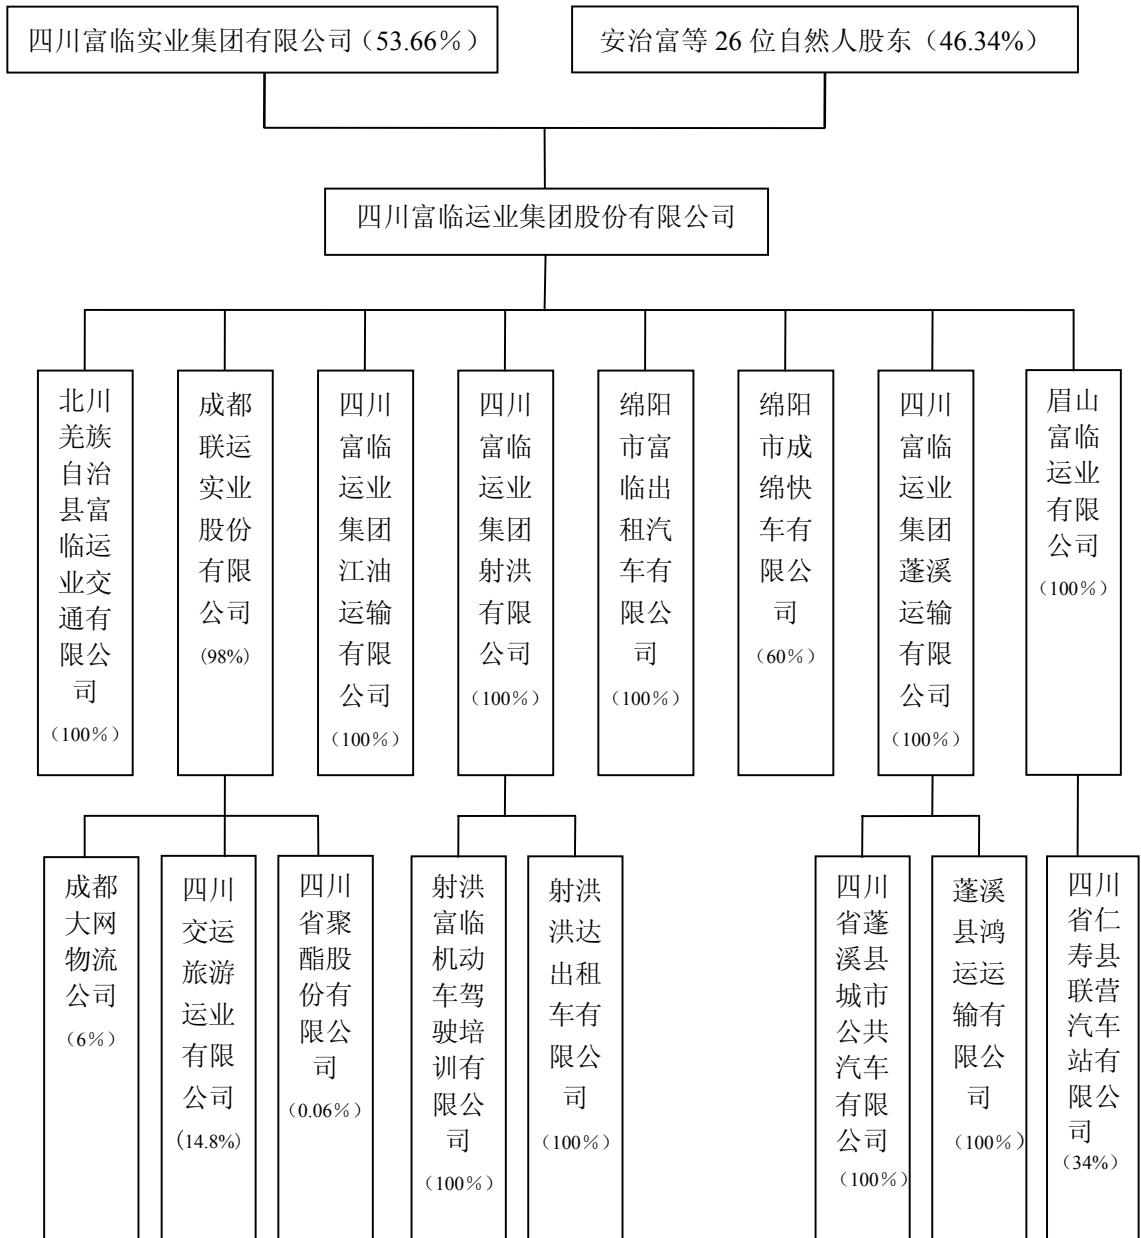 四川富临实业集团有限公司（53.66％）
安治富等 26 位自然人股东（46.34%）
四川富临运业集团股份有限公司
北川
羌族
自治
县富
临运
业交
通有
限公
司
（100％）
成都
联运
实业
股份
有限
公司
(98%)
四川
富临
运业
集团
江油
运输
有限
公司
（100％）
四川
富临
运业
集团
射洪
有限
公司
（100％）
绵阳
市富
临出
租汽
车有
限公
司
（100％）
绵阳
市成
绵快
车有
限公
司
（60％）
四川
富临
运业
集团
蓬溪
运输
有限
公司
（100％）
眉山
富临
运业
有限
公司
（100％）
成都
大网
物流
公司
（6％）
四川
交运
旅游
运业
有限
公司
(14.8%)
四川
省聚
酯股
份有
限公
司
（0.06％）
射洪
富临
机动
车驾
驶培
训有
限公
司
（100％）
射洪
洪达
出租
车有
限公
司
（100％）
四川
省蓬
溪县
城市
公共
汽车
有限
公司
（100％）
蓬溪
县鸿
运运
输有
限公
司
（100％）
四川
省仁
寿县
联营
汽车
站有
限公
司
(34%)